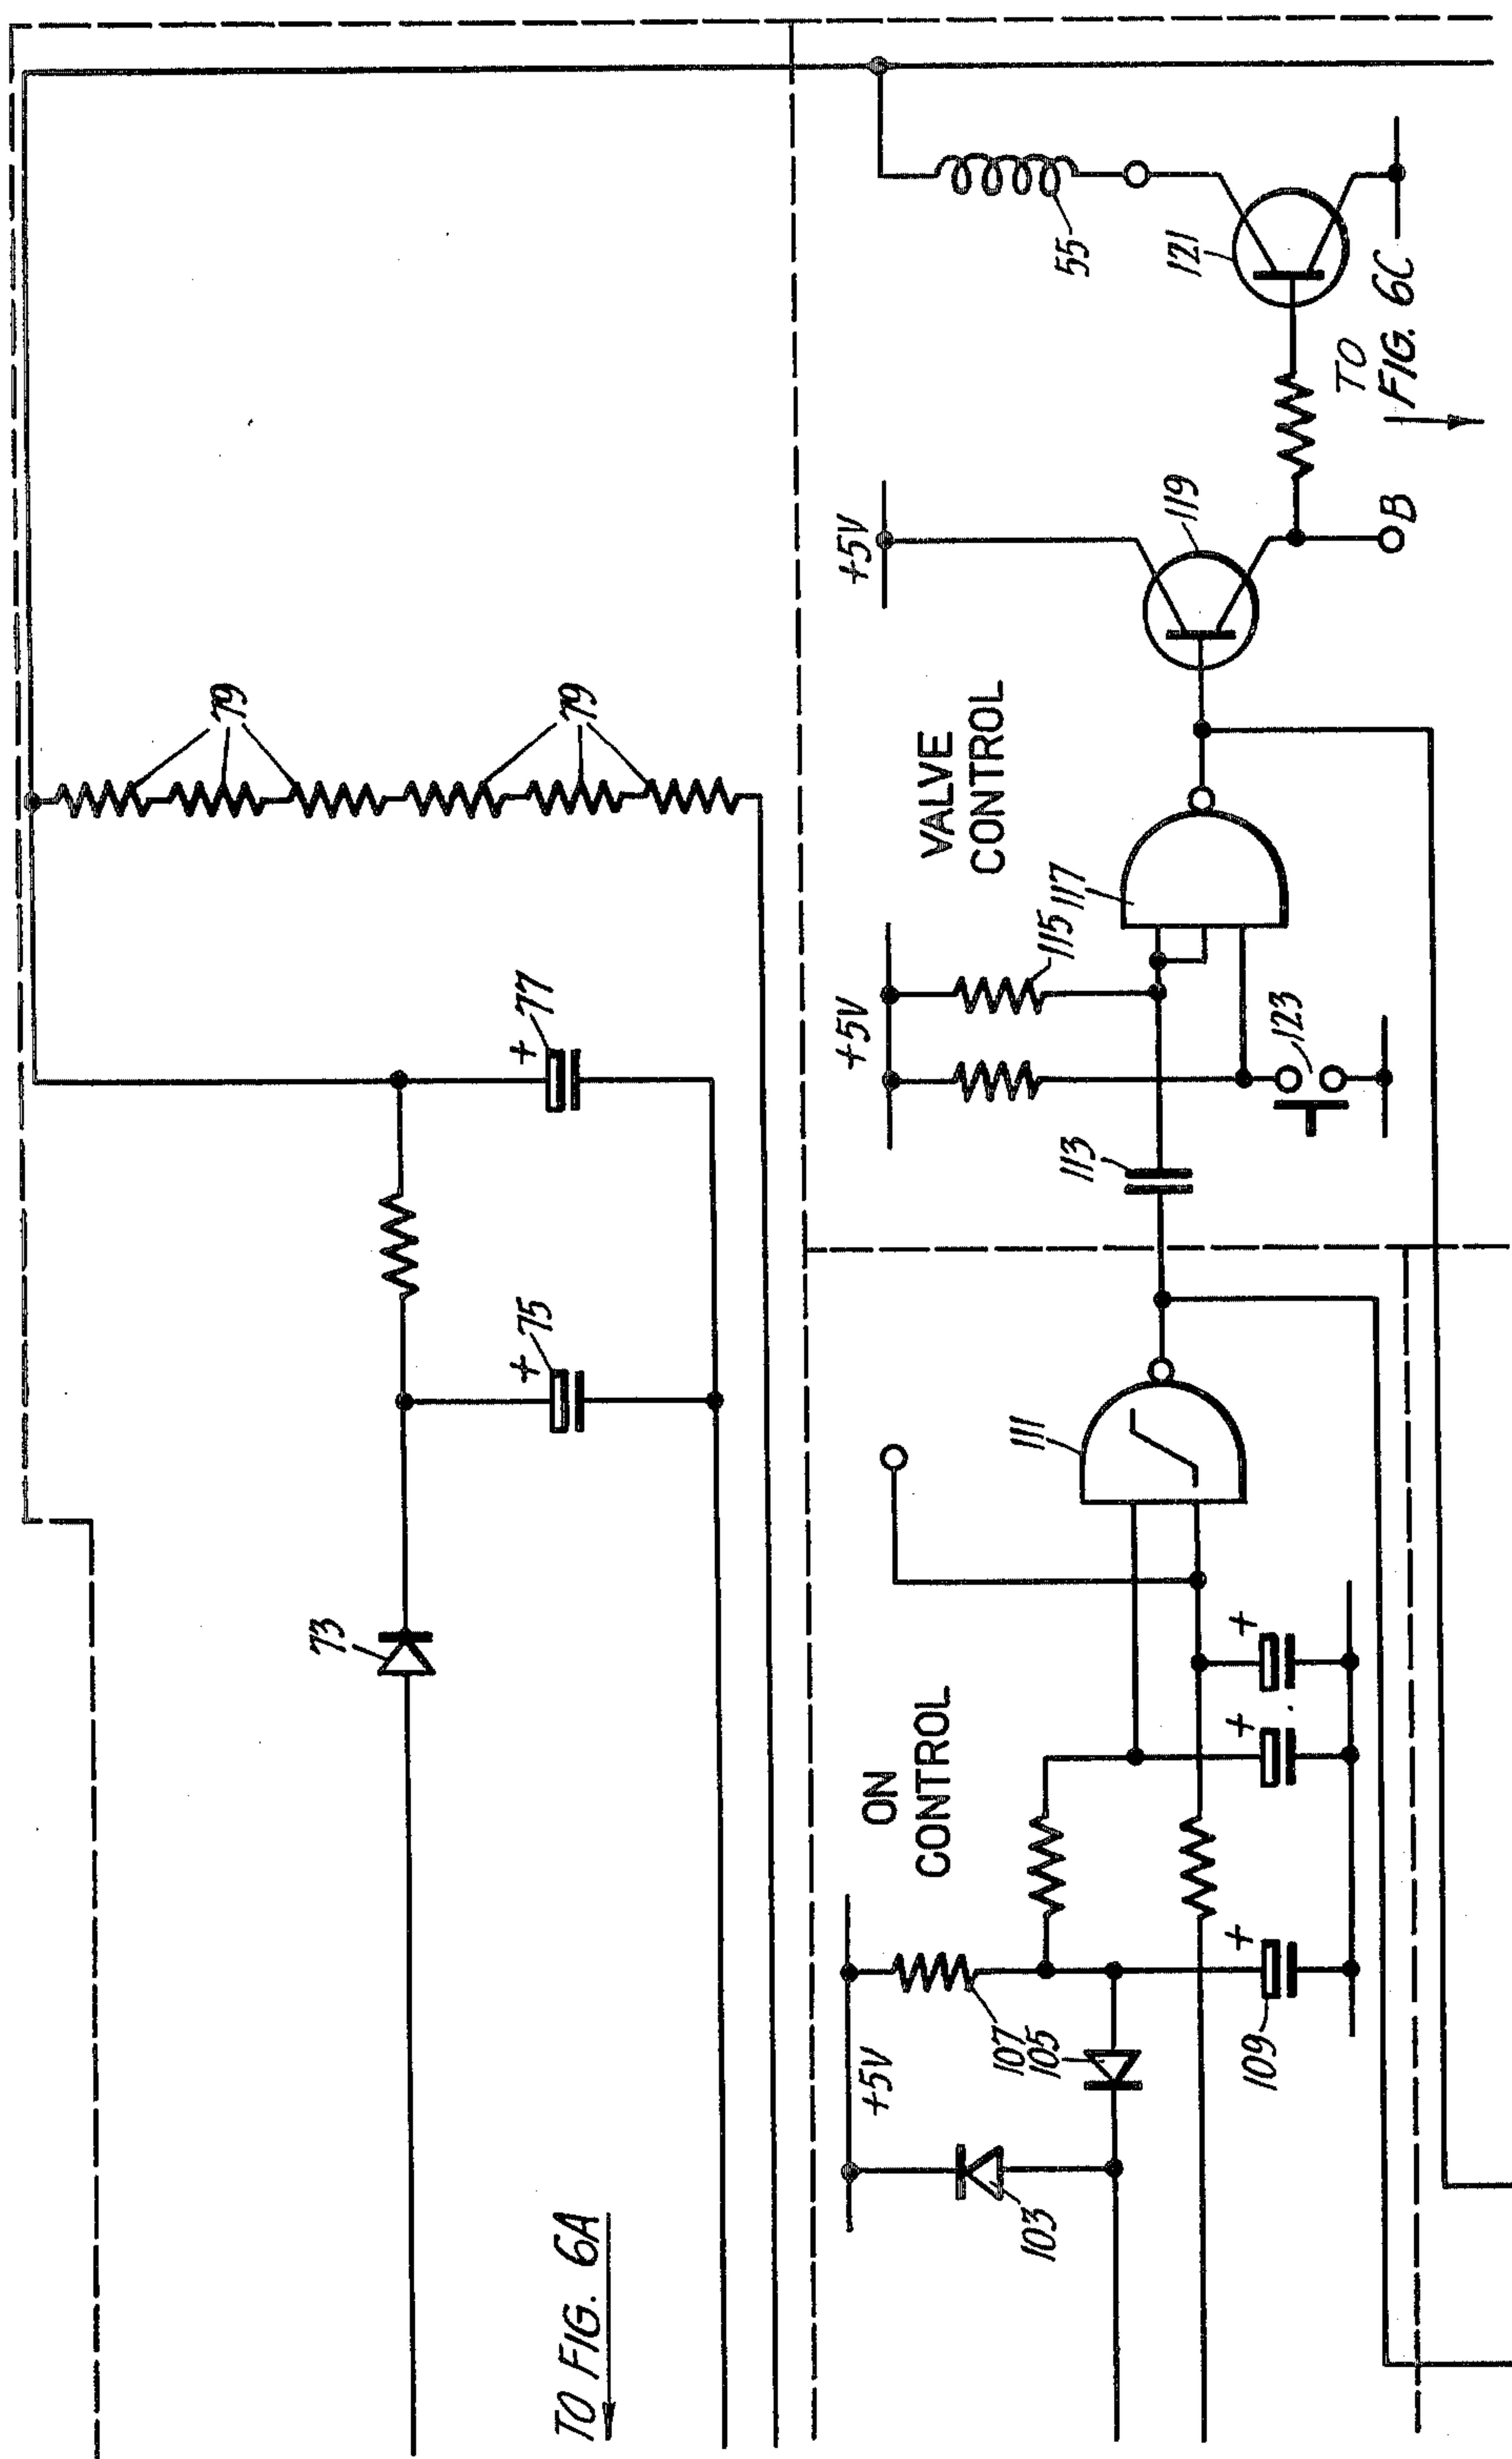 79
79
+ 77
+ 75
73
TO FIG. 6A
55
121
TO
FIG. 6C
+5V
119
B
VALVE
CONTROL
+5V
115
117
123
113
111
ON
CONTROL
+
+
+
+5V
107
105
109
103